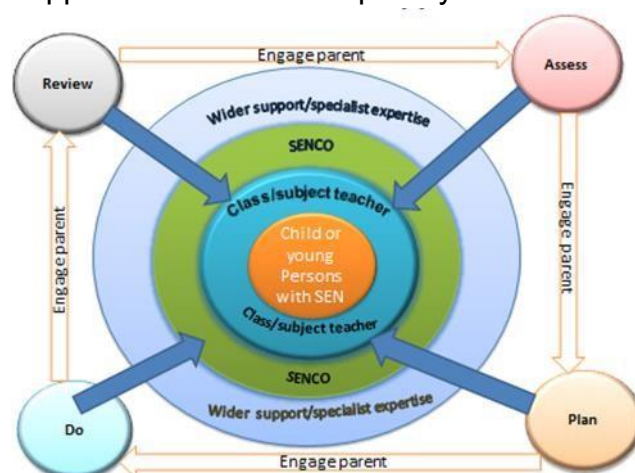 Engage parent
Review
Assess
Wider support/specialist expertise
SENCO
Class/subject teacher
Child or
young
Persons
with SEN
Class/subject teacher
SENCO
Wider support/specialist expertise
Engage parent
Engage parent
Do
Plan
Engage parent